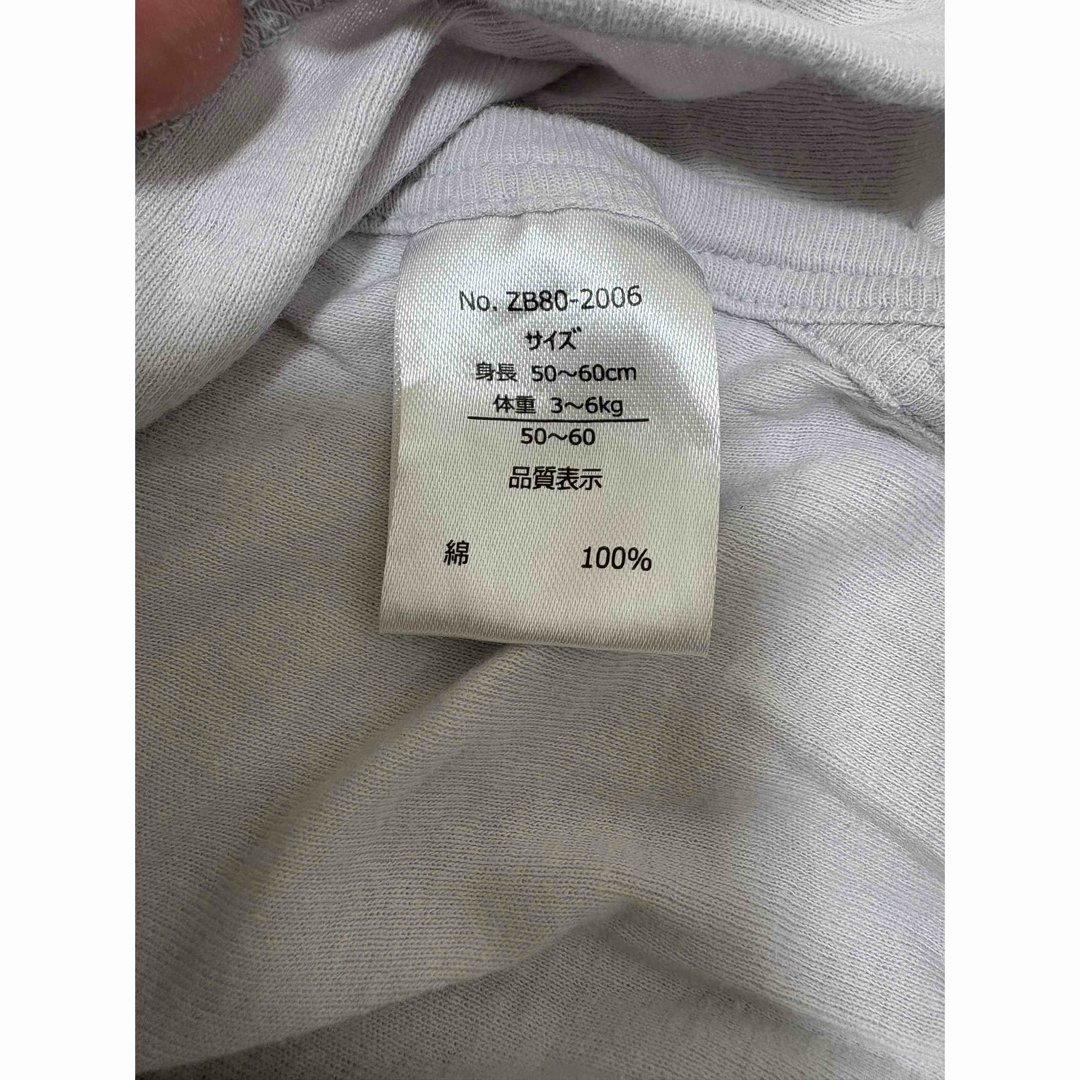 No. ZB80-2006
サイズ
身長 50～60cm
体重 3～6kg
50～60
品質表示
綿 100%